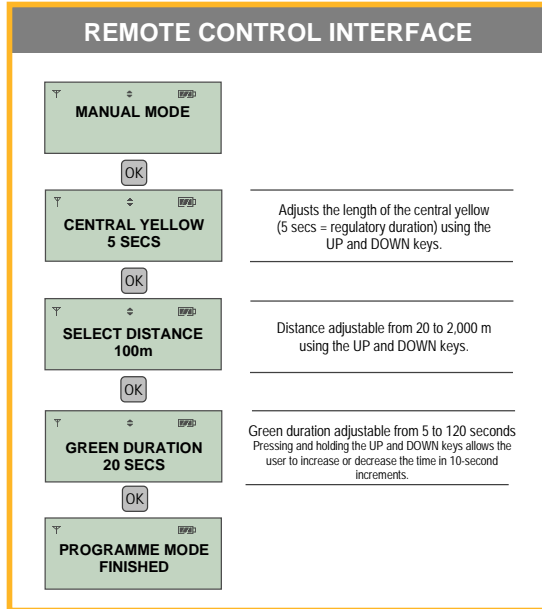 REMOTE CONTROL INTERFACE
MANUAL MODE
OK
CENTRAL YELLOW
5 SECS
Adjusts the length of the central yellow
(5 secs = regulatory duration) using the
UP and DOWN keys.
OK
SELECT DISTANCE
100m
Distance adjustable from 20 to 2,000 m
using the UP and DOWN keys.
OK
GREEN DURATION
20 SECS
Green duration adjustable from 5 to 120 seconds
Pressing and holding the UP and DOWN keys allows the
user to increase or decrease the time in 10-second
increments.
OK
PROGRAMME MODE
FINISHED